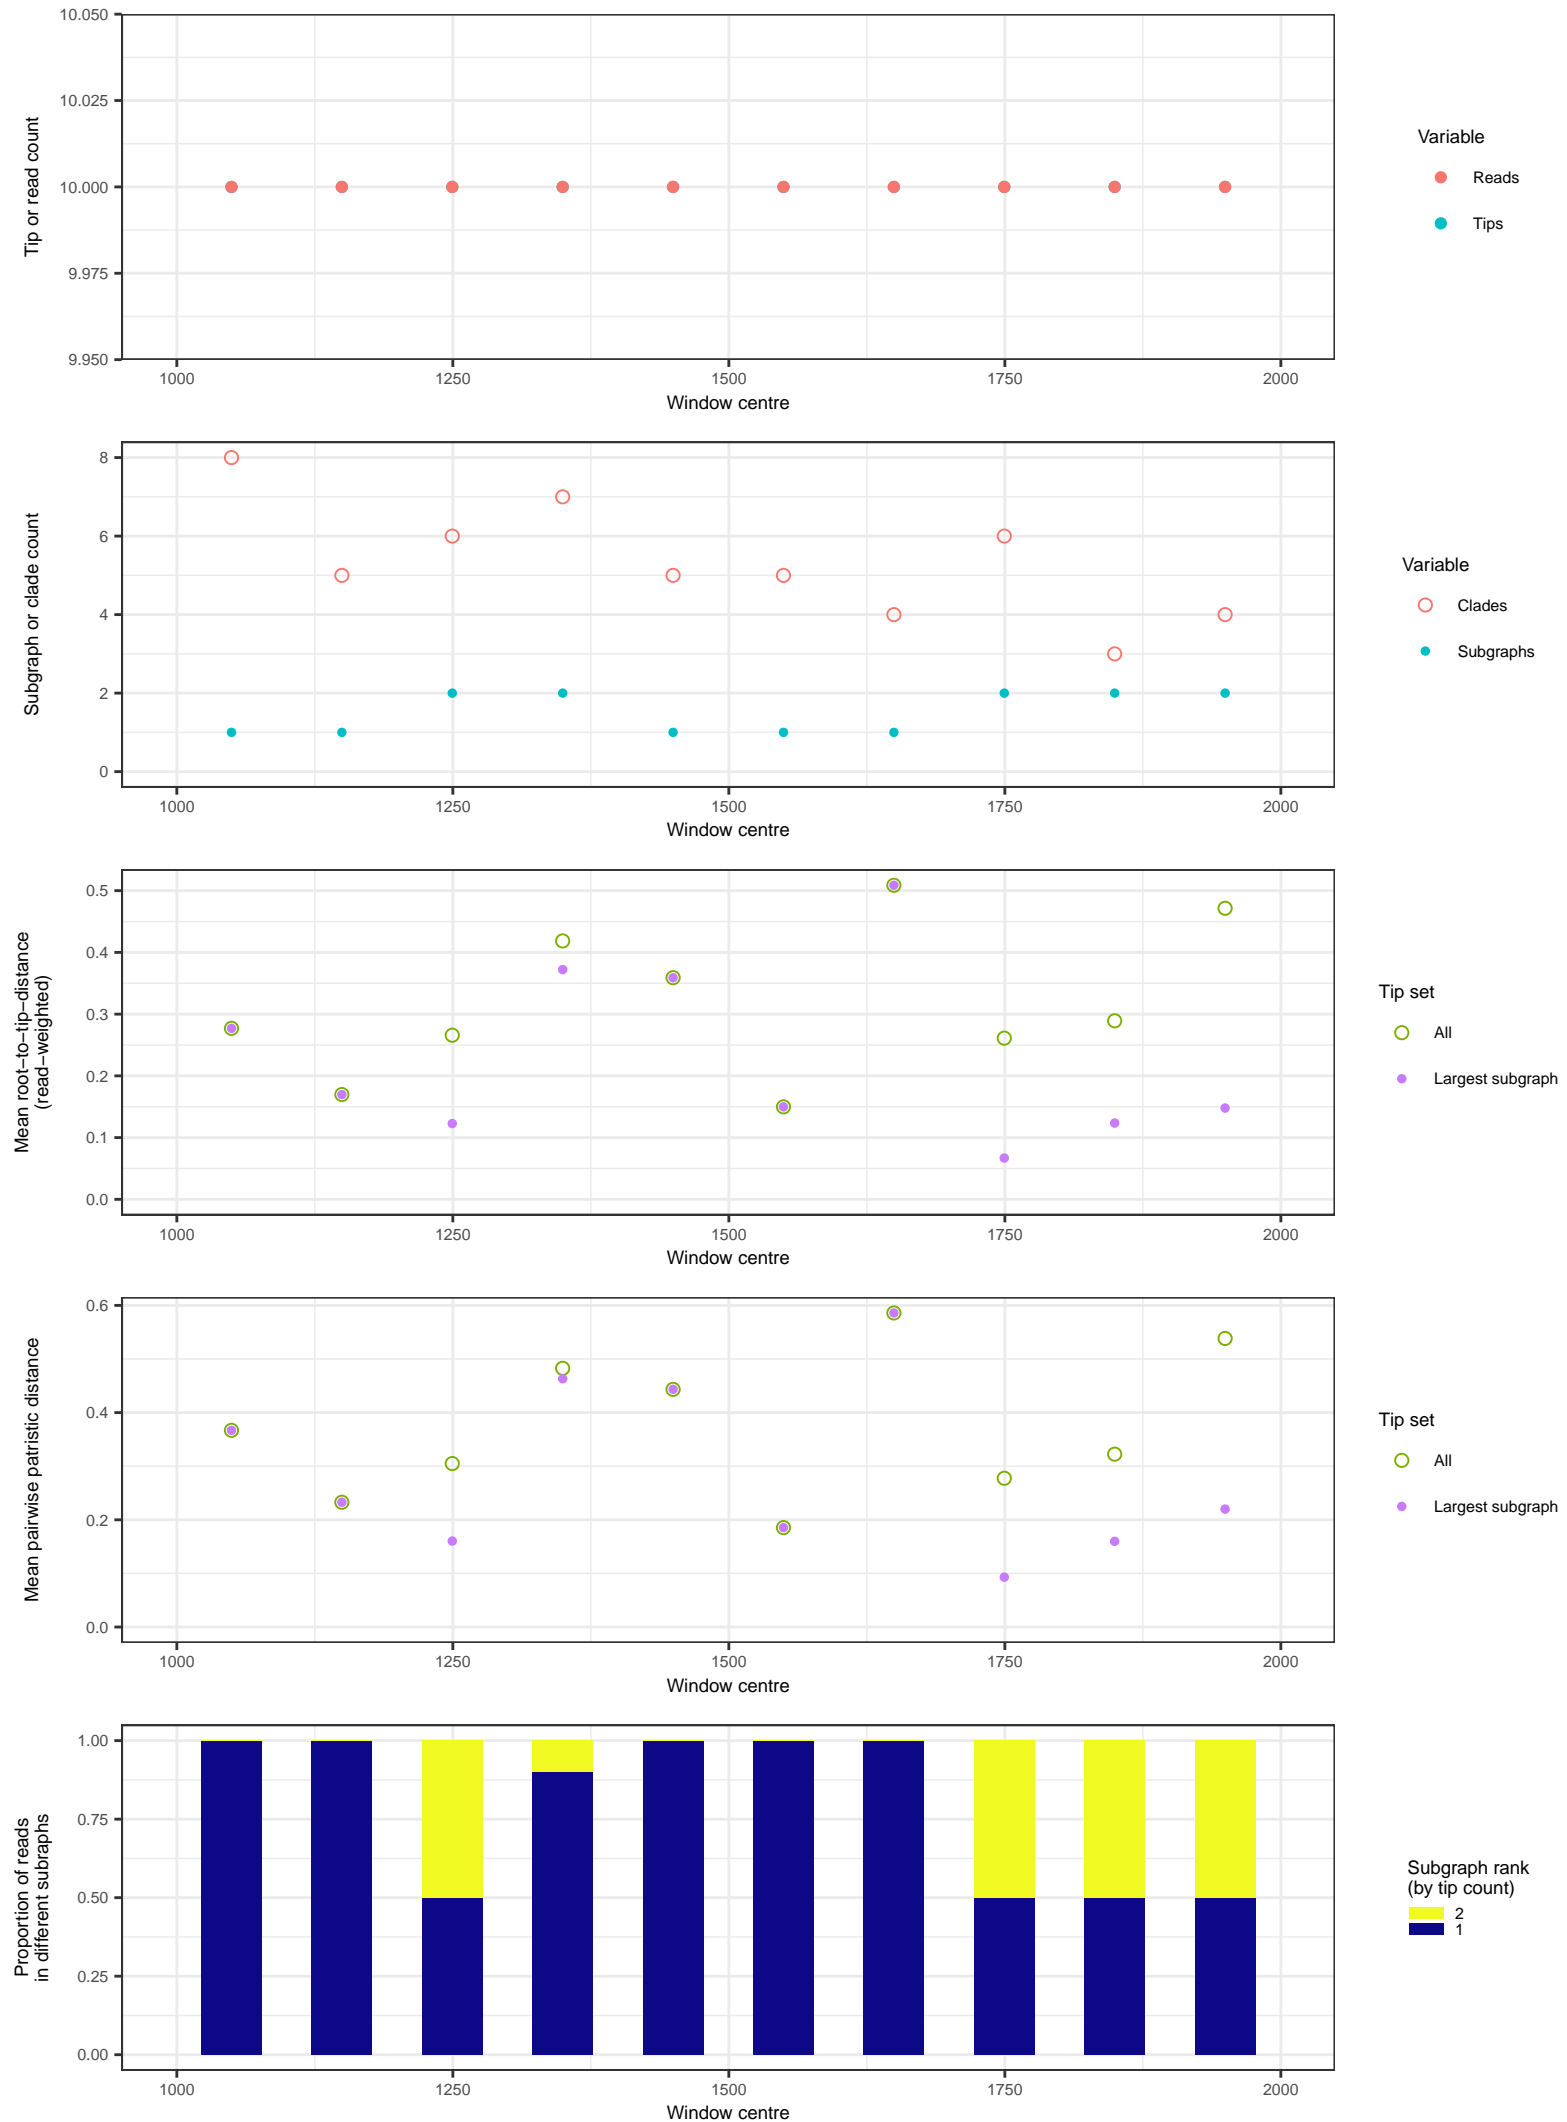 10.050
10.025
10.000
9.975
9.950
Tip or read count
1000 1250 1500 1750 2000
Window centre
Variable
Reads
Tips
8
6
4
2
0
Subgraph or clade count
1000 1250 1500 1750 2000
Window centre
Variable
Clades
Subgraphs
0.5
0.4
0.3
0.2
0.1
0.0
Mean root−to−tip−distance
(read−weighted)
1000 1250 1500 1750 2000
Window centre
Tip set
All
Largest subgraph
0.6
0.4
0.2
0.0
Mean pairwise patristic distance
1000 1250 1500 1750 2000
Window centre
Tip set
All
Largest subgraph
1.00
0.75
0.50
0.25
0.00
Proportion of reads
in different subraphs
1000 1250 1500 1750 2000
Window centre
Subgraph rank
(by tip count)
2
1